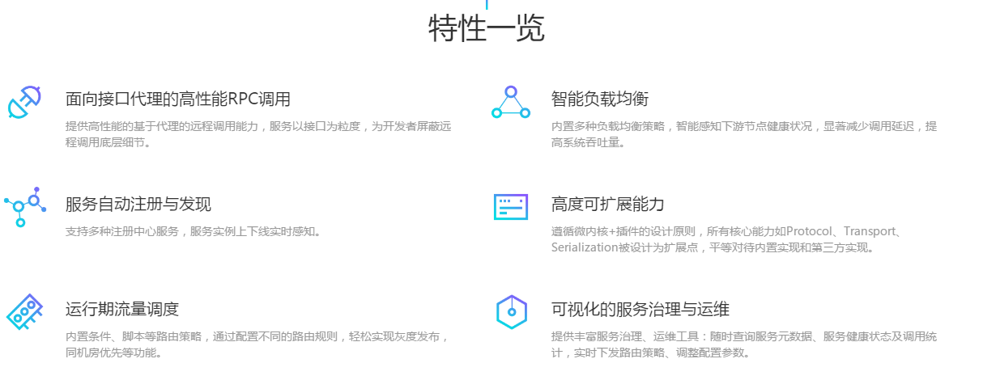 特性一览
面向接口代理的高性能RPC调用
提供高性能的基于代理的远程调用能力，服务以接口为粒度，为开发者屏蔽远
程调用底层细节。
智能负载均衡
内置多种负载均衡策略，智能感知下游节点健康状况，显著减少调用延迟，提
高系统吞吐量。
服务自动注册与发现
支持多种注册中心服务，服务实例上下线实时感知。
高度可扩展能力
遵循微内核+插件的设计原则，所有核心能力如Protocol、Transport、
Serialization被设计为扩展点，平等对待内置实现和第三方实现。
运行期流量调度
内置条件、脚本等路由策略，通过配置不同的路由规则，轻松实现灰度发布，
同机房优先等功能。
可视化的服务治理与运维
提供丰富服务治理、运维工具：随时查询服务元数据、服务健康状态及调用统
计，实时下发路由策略、调整配置参数。